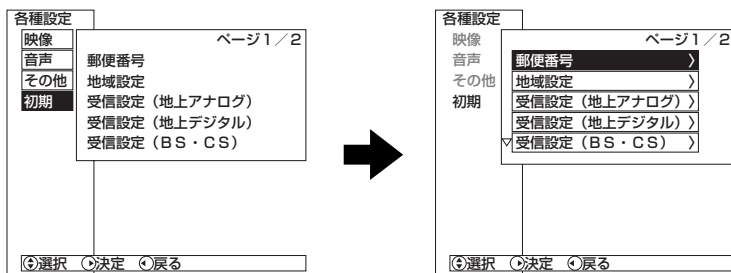 各種設定
映像
音声
その他
初期
ページ1／2
郵便番号
地域設定
受信設定（地上アナログ）
受信設定（地上デジタル）
受信設定（BS・CS）
選択 決定 戻る
各種設定
映像
音声
その他
初期
ページ1／2
郵便番号 〉
地域設定 〉
受信設定（地上アナログ）〉
受信設定（地上デジタル）〉
▽受信設定（BS・CS） 〉
選択 決定 戻る